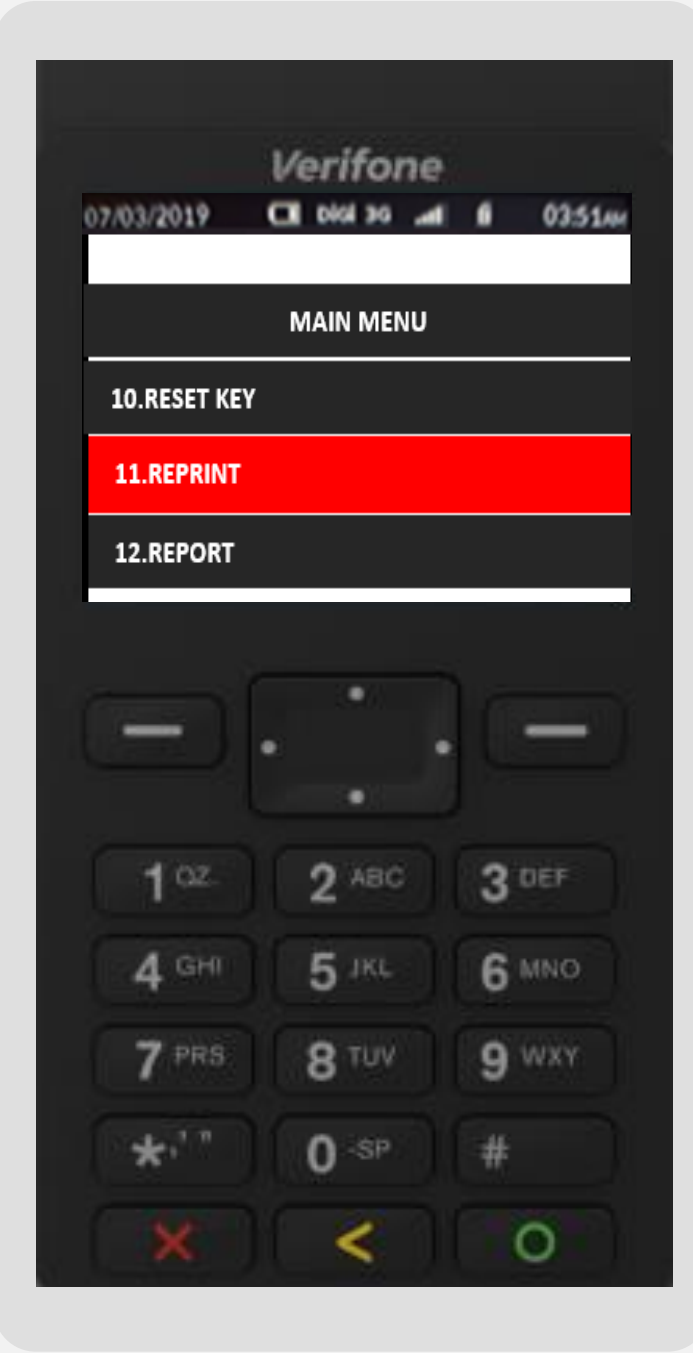 Verifone
07/03/2019 DIGI 3G 03:51AM
MAIN MENU
10.RESET KEY
11.REPRINT
12.REPORT
1 QZ. 2 ABC 3 DEF
4 GHI 5 JKL 6 MNO
7 PRS 8 TUV 9 WXY
*,'" 0 -SP #